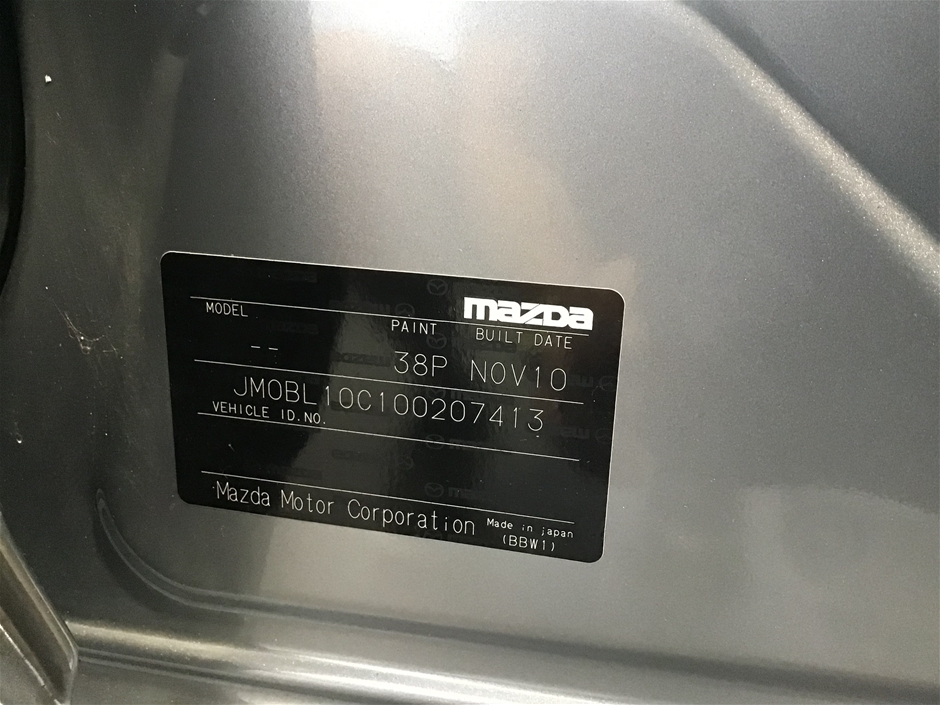 mazda
MODEL PAINT BUILT DATE
-- 38P NOV10
JM0BL10C100207413
VEHICLE ID.NO.
Mazda Motor Corporation Made in japan
(BBW1)